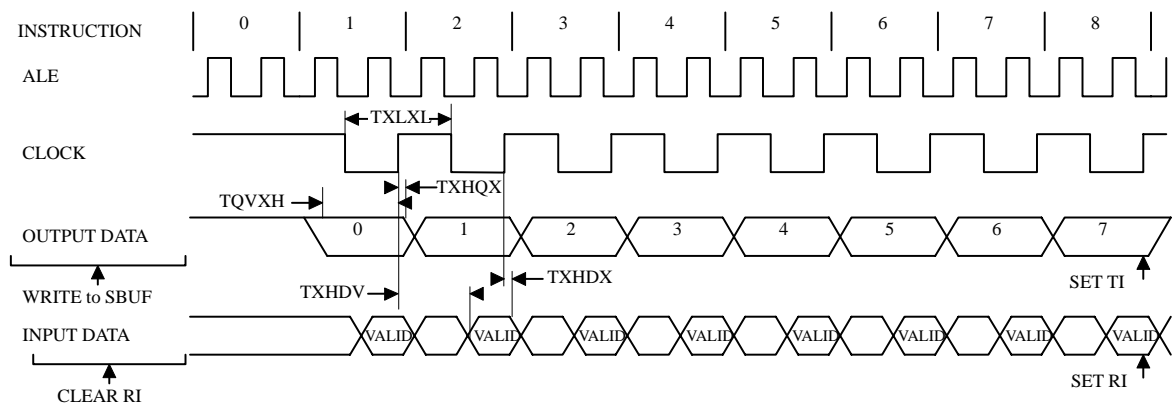 INSTRUCTION 0 1 2 3 4 5 6 7 8
ALE
TXLXL
CLOCK
TXHQX
TQVXH
OUTPUT DATA 0 1 2 3 4 5 6 7
TXHDX
SET TI
WRITE to SBUF
TXHDV
INPUT DATA VALID VALID VALID VALID VALID VALID VALID VALID
SET RI
CLEAR RI